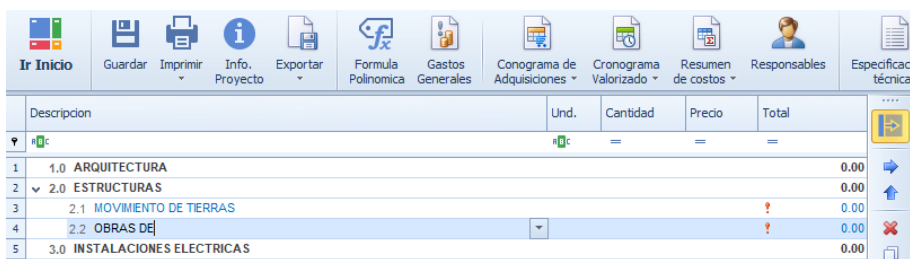 Ir Inicio
Guardar
Imprimir
Info. Proyecto
Exportar
Formula Polinomica
Gastos Generales
Conograma de Adquisiciones
Cronograma Valorizado
Resumen de costos
Responsables
Especificac técnica
Descripcion Und. Cantidad Precio Total
ABC ABC = = =
1 1.0 ARQUITECTURA 0.00
2 2.0 ESTRUCTURAS 0.00
3 2.1 MOVIMIENTO DE TIERRAS 0.00
4 2.2 OBRAS DE 0.00
5 3.0 INSTALACIONES ELECTRICAS 0.00